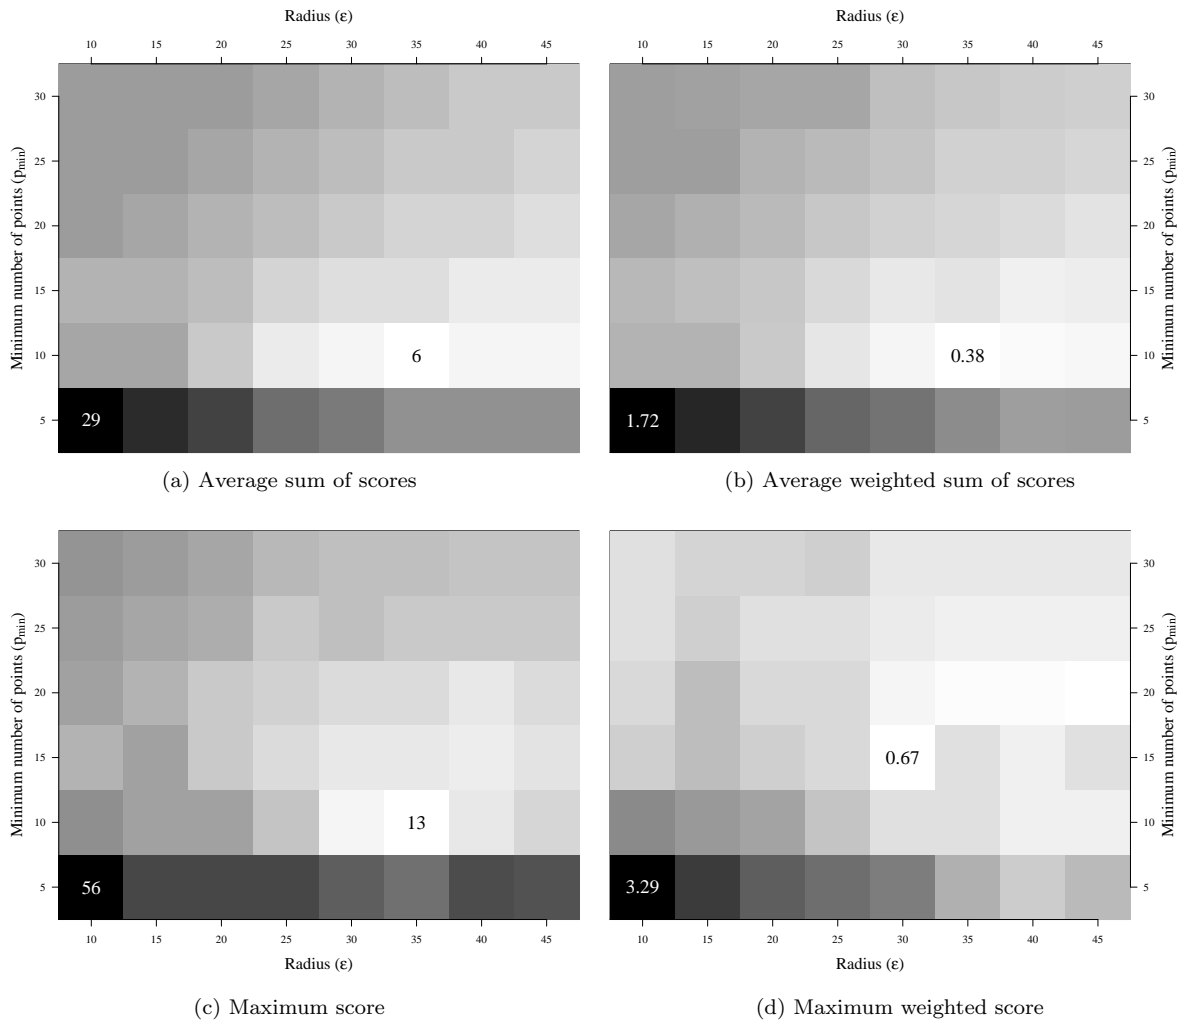 Radius (ε)
Radius (ε)
10 15 20 25 30 35 40 45
10 15 20 25 30 35 40 45
Minimum number of points (pmin)
30
25
20
15
10
5
6
29
30
25
20
15
10
5
0.38
1.72
Minimum number of points (pmin)
(a) Average sum of scores
(b) Average weighted sum of scores
Minimum number of points (pmin)
30
25
20
15
10
5
13
56
30
25
20
15
10
5
0.67
3.29
Minimum number of points (pmin)
10 15 20 25 30 35 40 45
10 15 20 25 30 35 40 45
Radius (ε)
Radius (ε)
(c) Maximum score
(d) Maximum weighted score